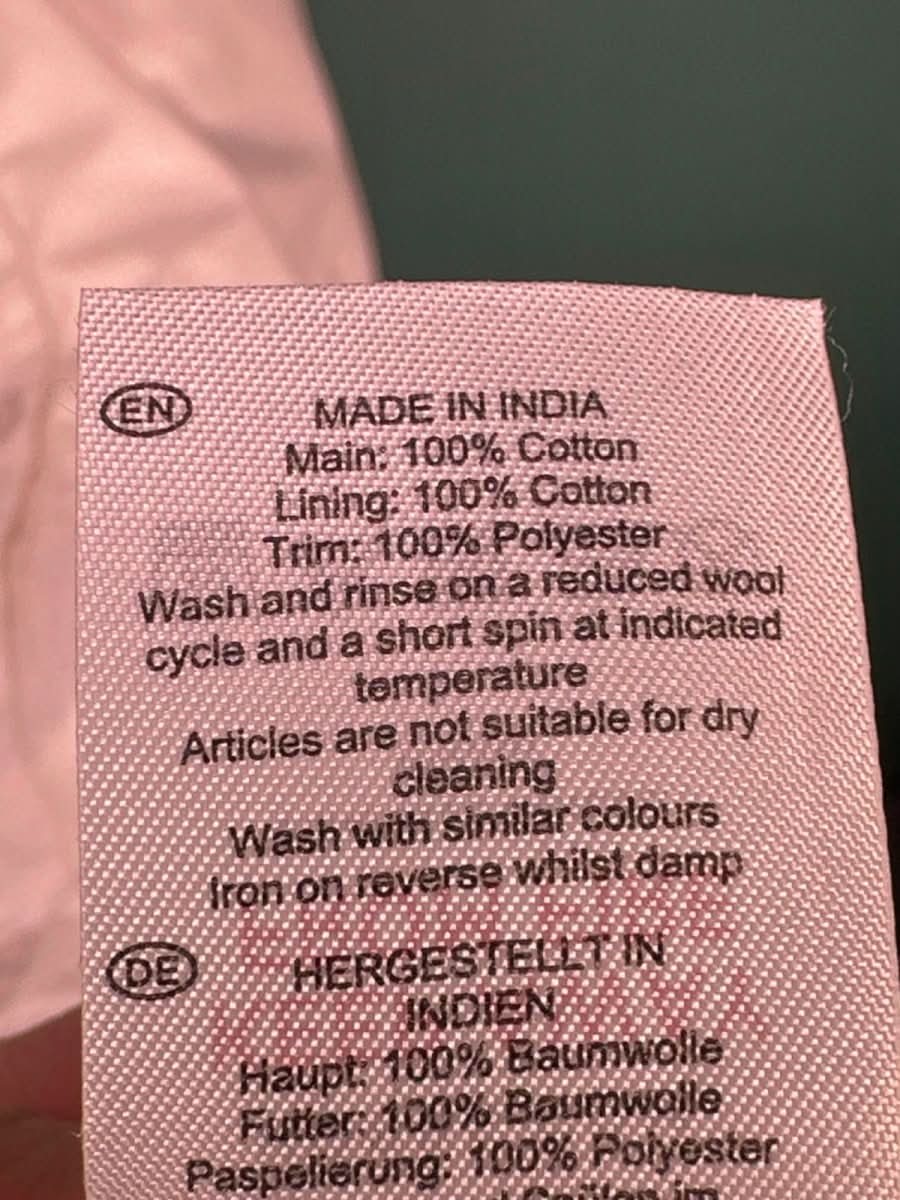 EN MADE IN INDIA
Main: 100% Cotton
Lining: 100% Cotton
Trim: 100% Polyester
Wash and rinse on a reduced wool
cycle and a short spin at indicated
temperature
Articles are not suitable for dry
cleaning
Wash with similar colours
Iron on reverse whilst damp
DE HERGESTELLT IN
INDIEN
Haupt: 100% Baumwolle
Futter: 100% Baumwolle
Paspelierung: 100% Polyester